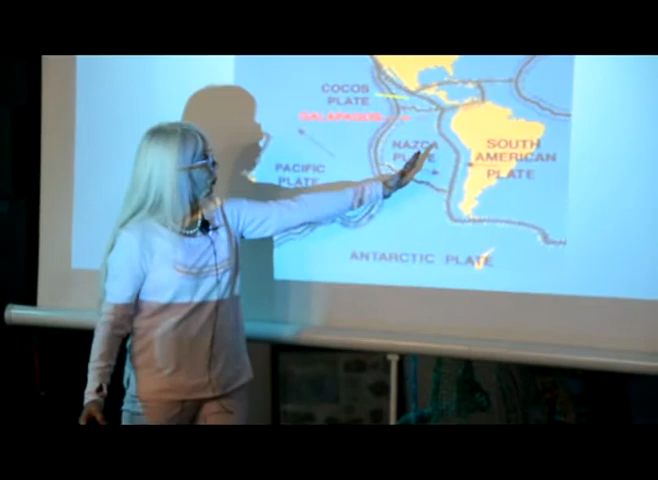 COCOS
PLATE
GALAPAGOS
NAZCA
PLATE
SOUTH
AMERICAN
PLATE
PACIFIC
PLATE
ANTARCTIC PLATE